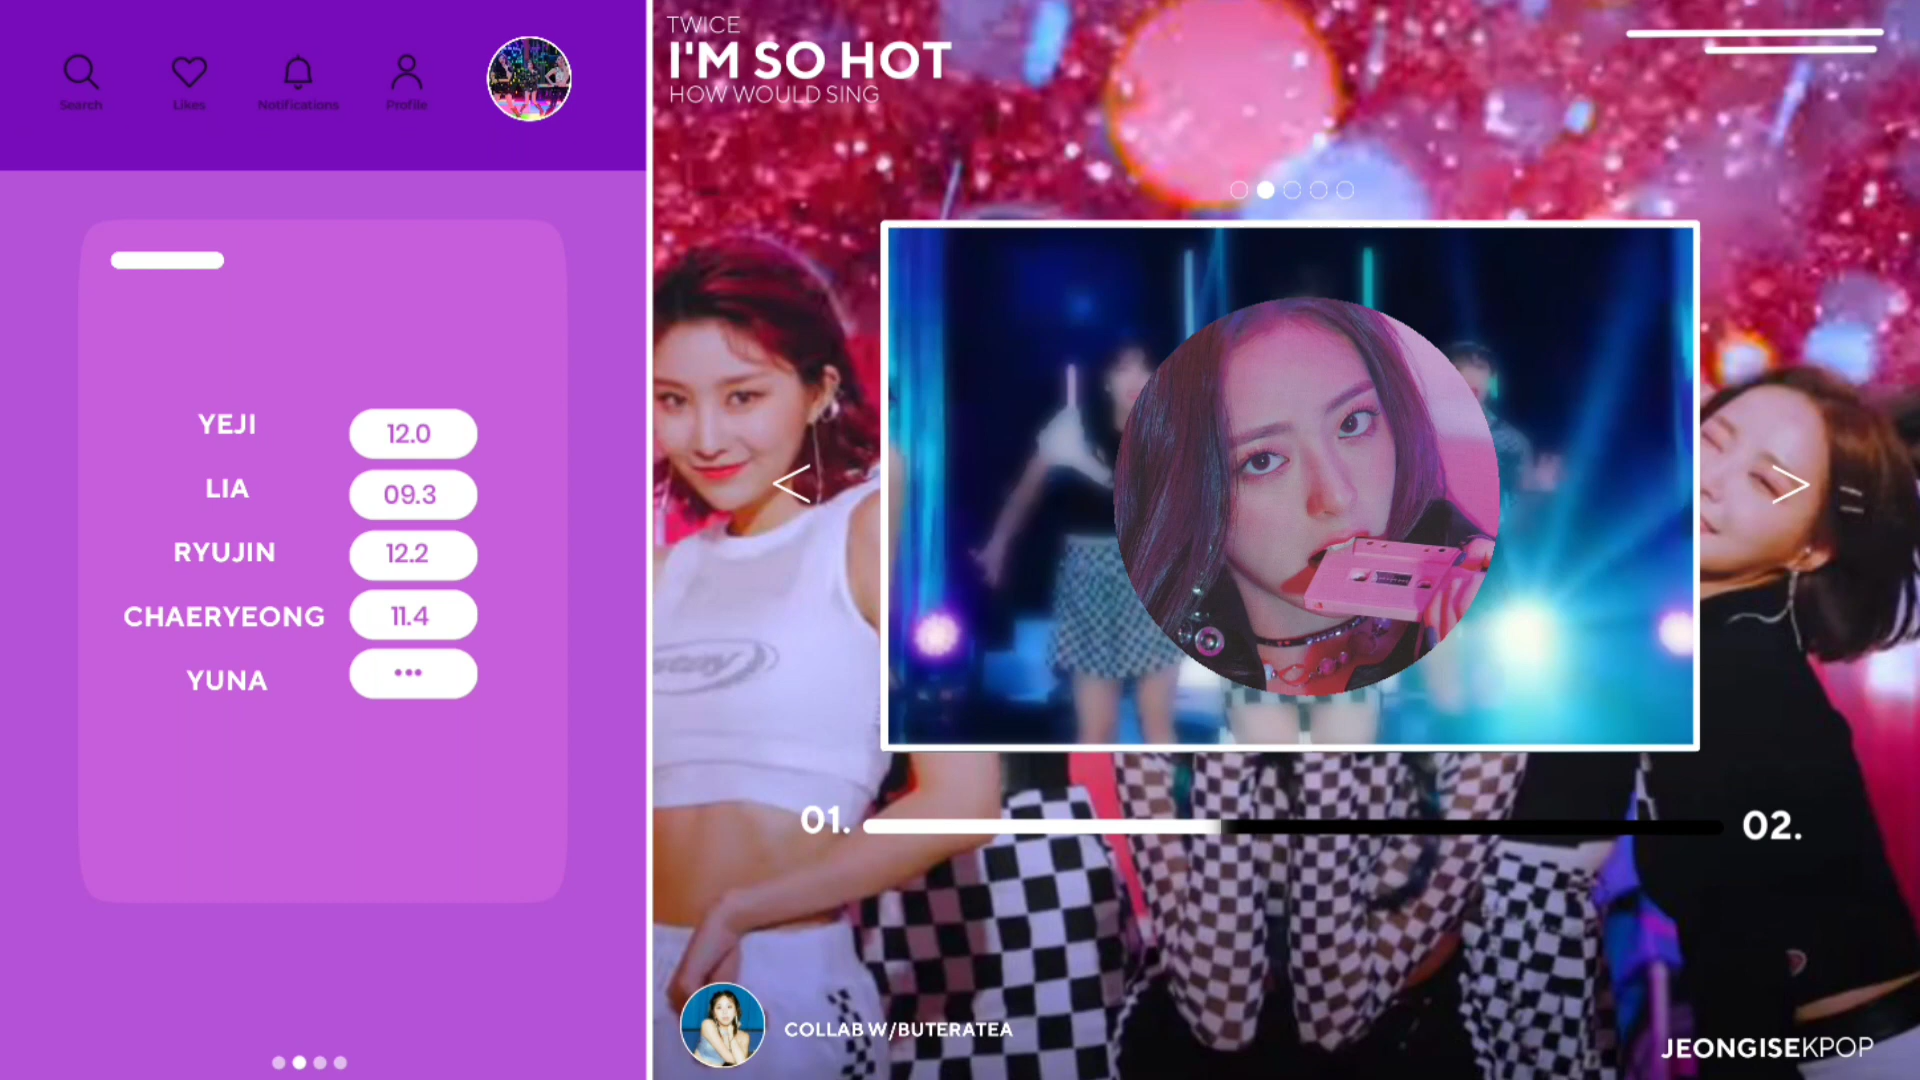 Search
Likes
Notifications
Profile
YEJI 12.0
LIA 09.3
RYUJIN 12.2
CHAERYEONG 11.4
YUNA •••
TWICE
I'M SO HOT
HOW WOULD SING
<
>
01.
02.
COLLAB W/BUTERATEA
JEONGISEKPOP